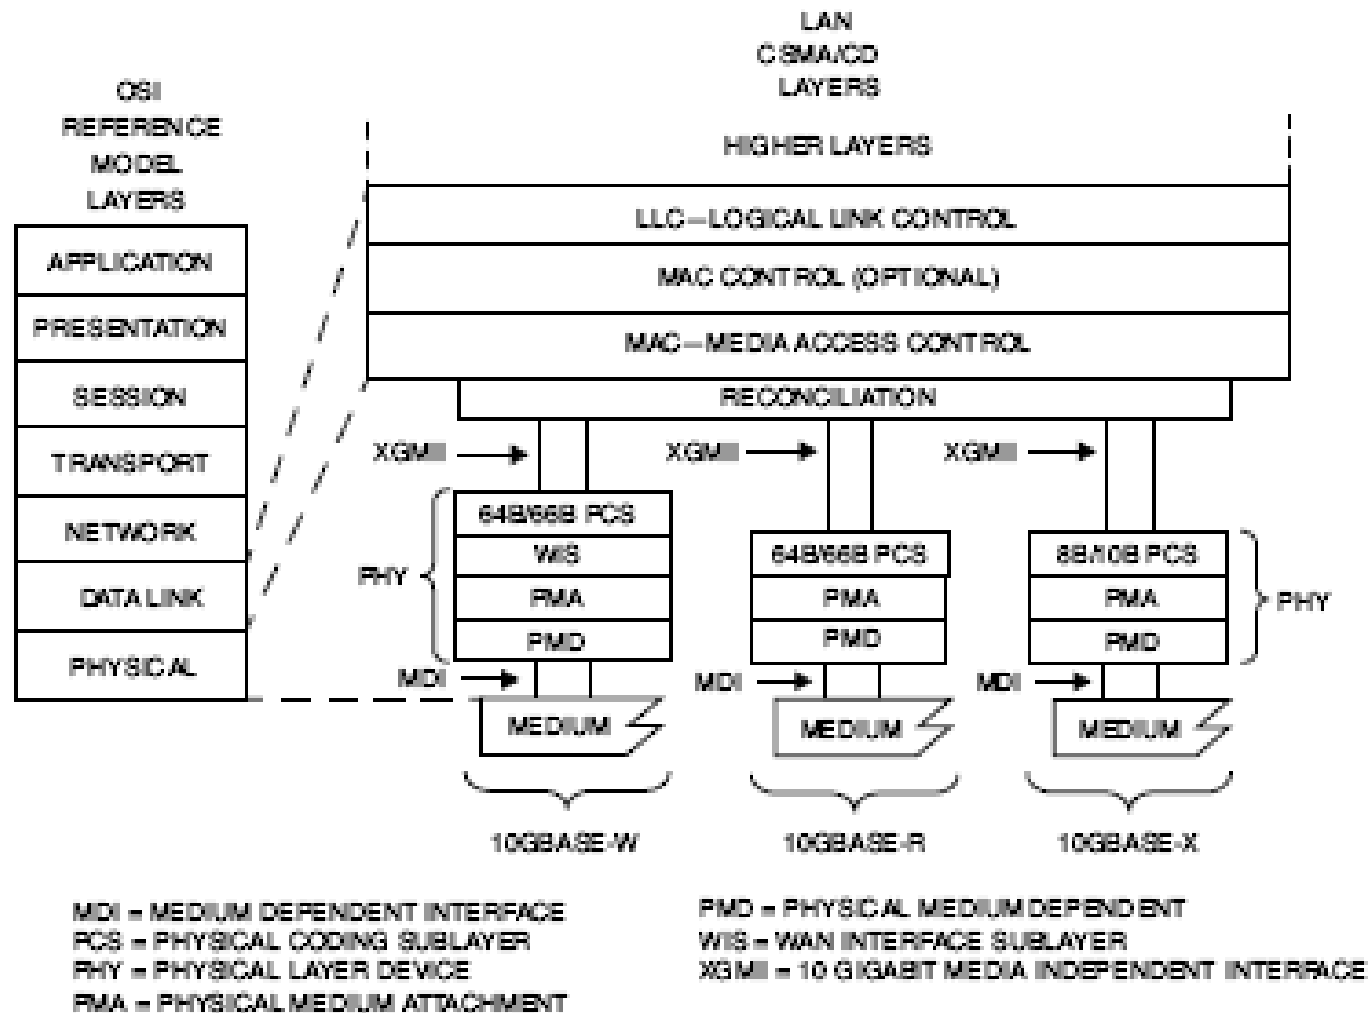 LAN
CSMA/CD
LAYERS
OSI
REFERENCE
MODEL
LAYERS
HIGHER LAYERS
LLC—LOGICAL LINK CONTROL
MAC CONTROL (OPTIONAL)
MAC—MEDIA ACCESS CONTROL
RECONCILIATION
APPLICATION
PRESENTATION
SESSION
TRANSPORT
NETWORK
DATA LINK
PHYSICAL
XGMII
XGMII
XGMII
PHY
64B/66B PCS
WIS
PMA
PMD
64B/66B PCS
PMA
PMD
8B/10B PCS
PMA
PMD
PHY
MDI
MDI
MDI
MEDIUM
MEDIUM
MEDIUM
10GBASE-W
10GBASE-R
10GBASE-X
MDI = MEDIUM DEPENDENT INTERFACE
PCS = PHYSICAL CODING SUBLAYER
PHY = PHYSICAL LAYER DEVICE
PMA = PHYSICAL MEDIUM ATTACHMENT
PMD = PHYSICAL MEDIUM DEPENDENT
WIS = WAN INTERFACE SUBLAYER
XGMII = 10 GIGABIT MEDIA INDEPENDENT INTERFACE